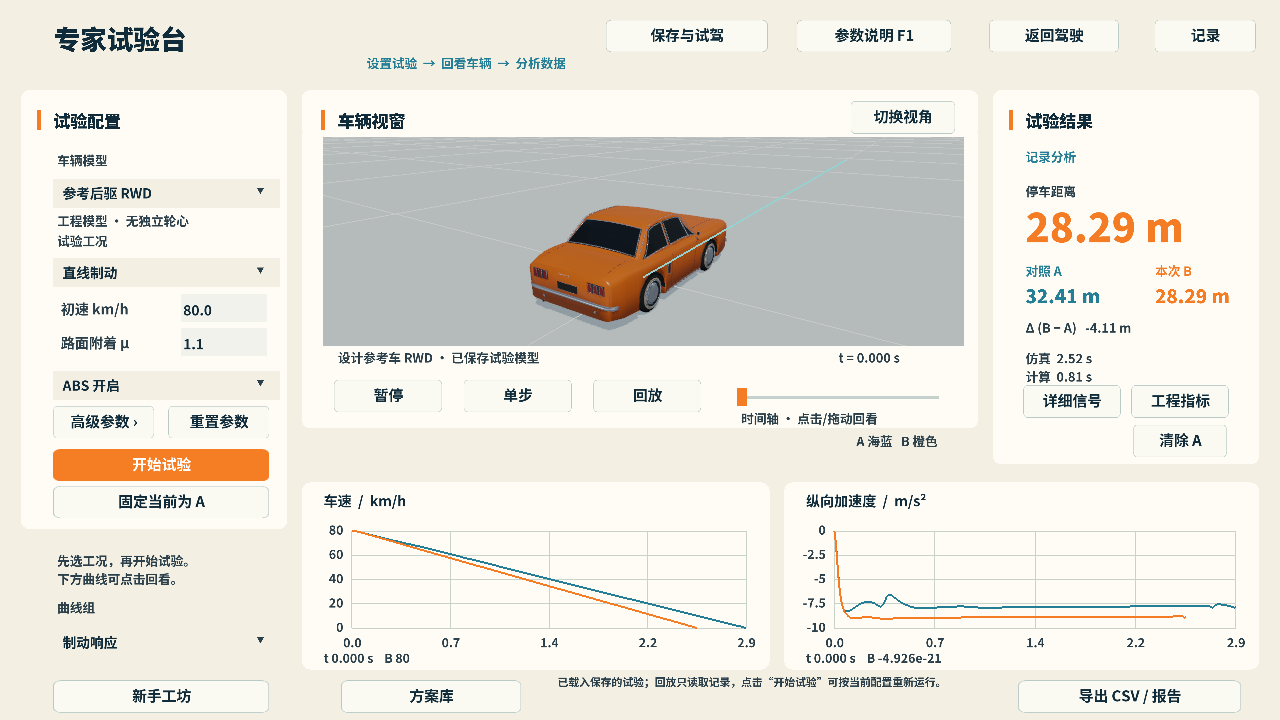 专家试验台
保存与试驾
参数说明 F1
返回驾驶
记录
设置试验 → 回看车辆 → 分析数据
试验配置
车辆模型
参考后驱 RWD
工程模型 · 无独立轮心
试验工况
直线制动
初速 km/h 80.0
路面附着 μ 1.1
ABS 开启
高级参数 ›
重置参数
开始试验
固定当前为 A
先选工况，再开始试验。
下方曲线可点击回看。
曲线组
制动响应
新手工坊
车辆视窗
切换视角
设计参考车 RWD · 已保存试验模型
t = 0.000 s
暂停
单步
回放
时间轴 · 点击/拖动回看
A 海蓝 B 橙色
试验结果
记录分析
停车距离
28.29 m
对照 A 本次 B
32.41 m 28.29 m
Δ (B − A) -4.11 m
仿真 2.52 s
计算 0.81 s
详细信号
工程指标
清除 A
车速 / km/h
80
60
40
20
0
0.0 0.7 1.4 2.2 2.9
t 0.000 s B 80
纵向加速度 / m/s²
0
-2.5
-5
-7.5
-10
0.0 0.7 1.4 2.2 2.9
t 0.000 s B -4.926e-21
方案库
已载入保存的试验；回放只读取记录，点击“开始试验”可按当前配置重新运行。
导出 CSV / 报告